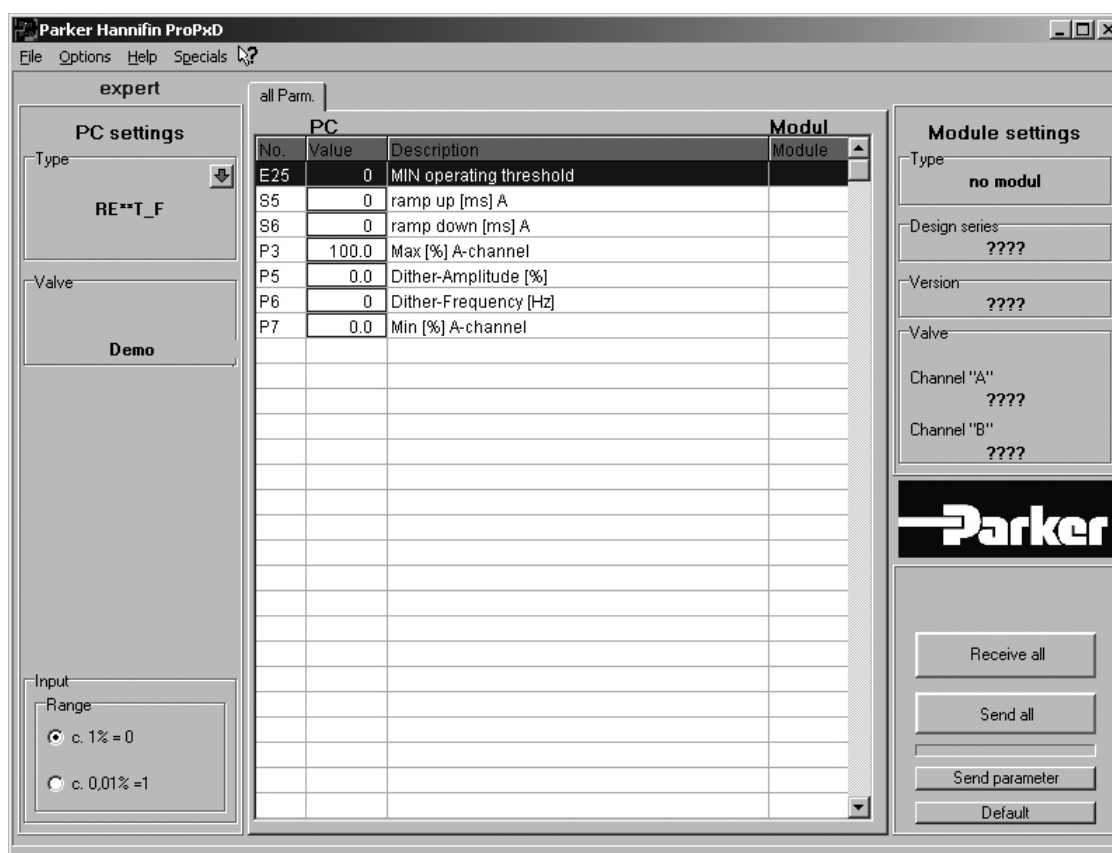 Parker Hannifin ProPxD
File Options Help Specials
expert
PC settings
Type
RE**T_F
Valve
Demo
Input
Range
c. 1% = 0
c. 0,01% =1
all Parm.
PC Modul
No. Value Description Module
E25 0 MIN operating threshold
S5 0 ramp up [ms] A
S6 0 ramp down [ms] A
P3 100.0 Max [%] A-channel
P5 0.0 Dither-Amplitude [%]
P6 0 Dither-Frequency [Hz]
P7 0.0 Min [%] A-channel
Module settings
Type
no modul
Design series
????
Version
????
Valve
Channel "A"
????
Channel "B"
????
Parker
Receive all
Send all
Send parameter
Default